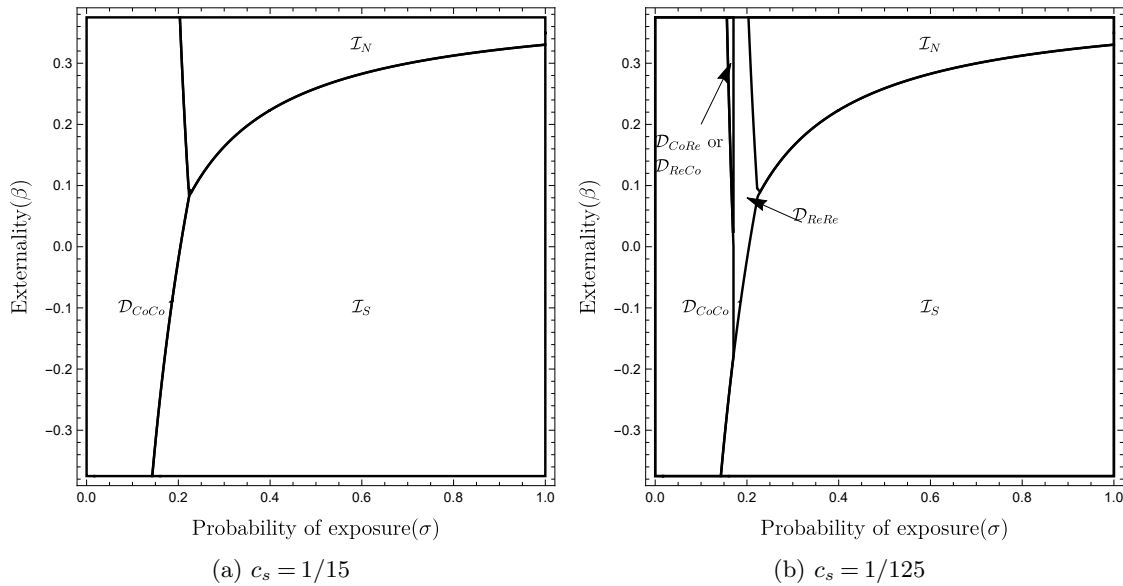 0.3
0.2
0.1
0.0
−0.1
−0.2
−0.3
Externality(β)
ℐ_N
𝒟_CoCo
ℐ_S
0.0 0.2 0.4 0.6 0.8 1.0
Probability of exposure(σ)
(a) c_s = 1/15
0.3
0.2
0.1
0.0
−0.1
−0.2
−0.3
Externality(β)
ℐ_N
𝒟_CoRe or
𝒟_ReCo
𝒟_ReRe
𝒟_CoCo
ℐ_S
0.0 0.2 0.4 0.6 0.8 1.0
Probability of exposure(σ)
(b) c_s = 1/125